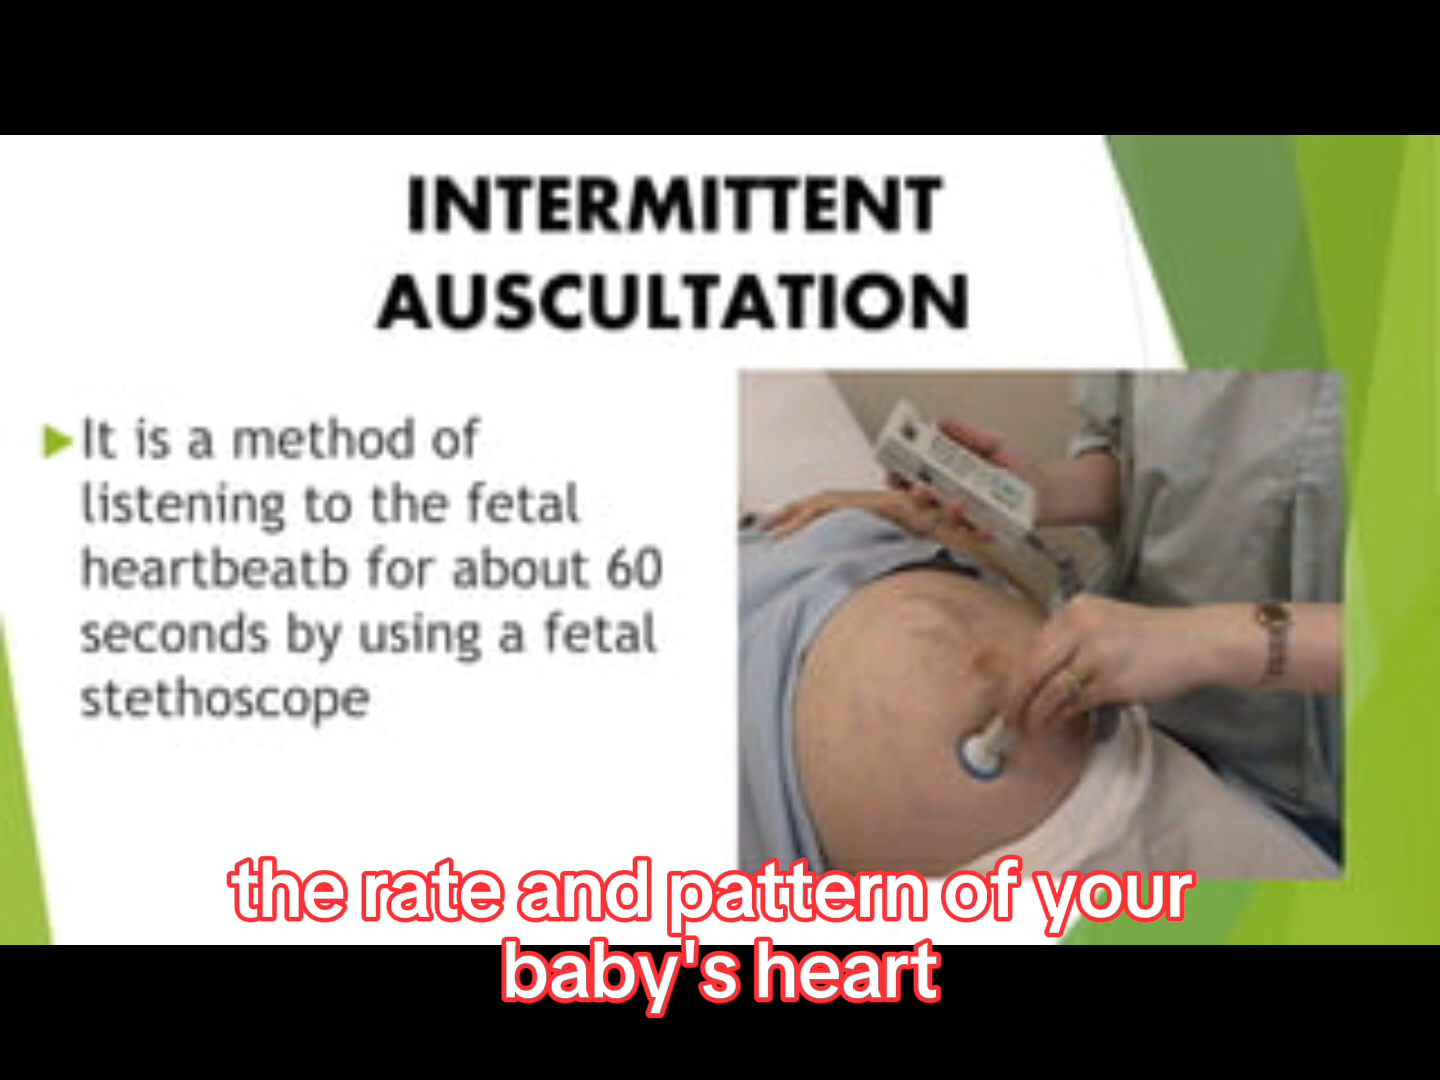 INTERMITTENT
AUSCULTATION
It is a method of
listening to the fetal
heartbeatb for about 60
seconds by using a fetal
stethoscope
the rate and pattern of your
baby's heart